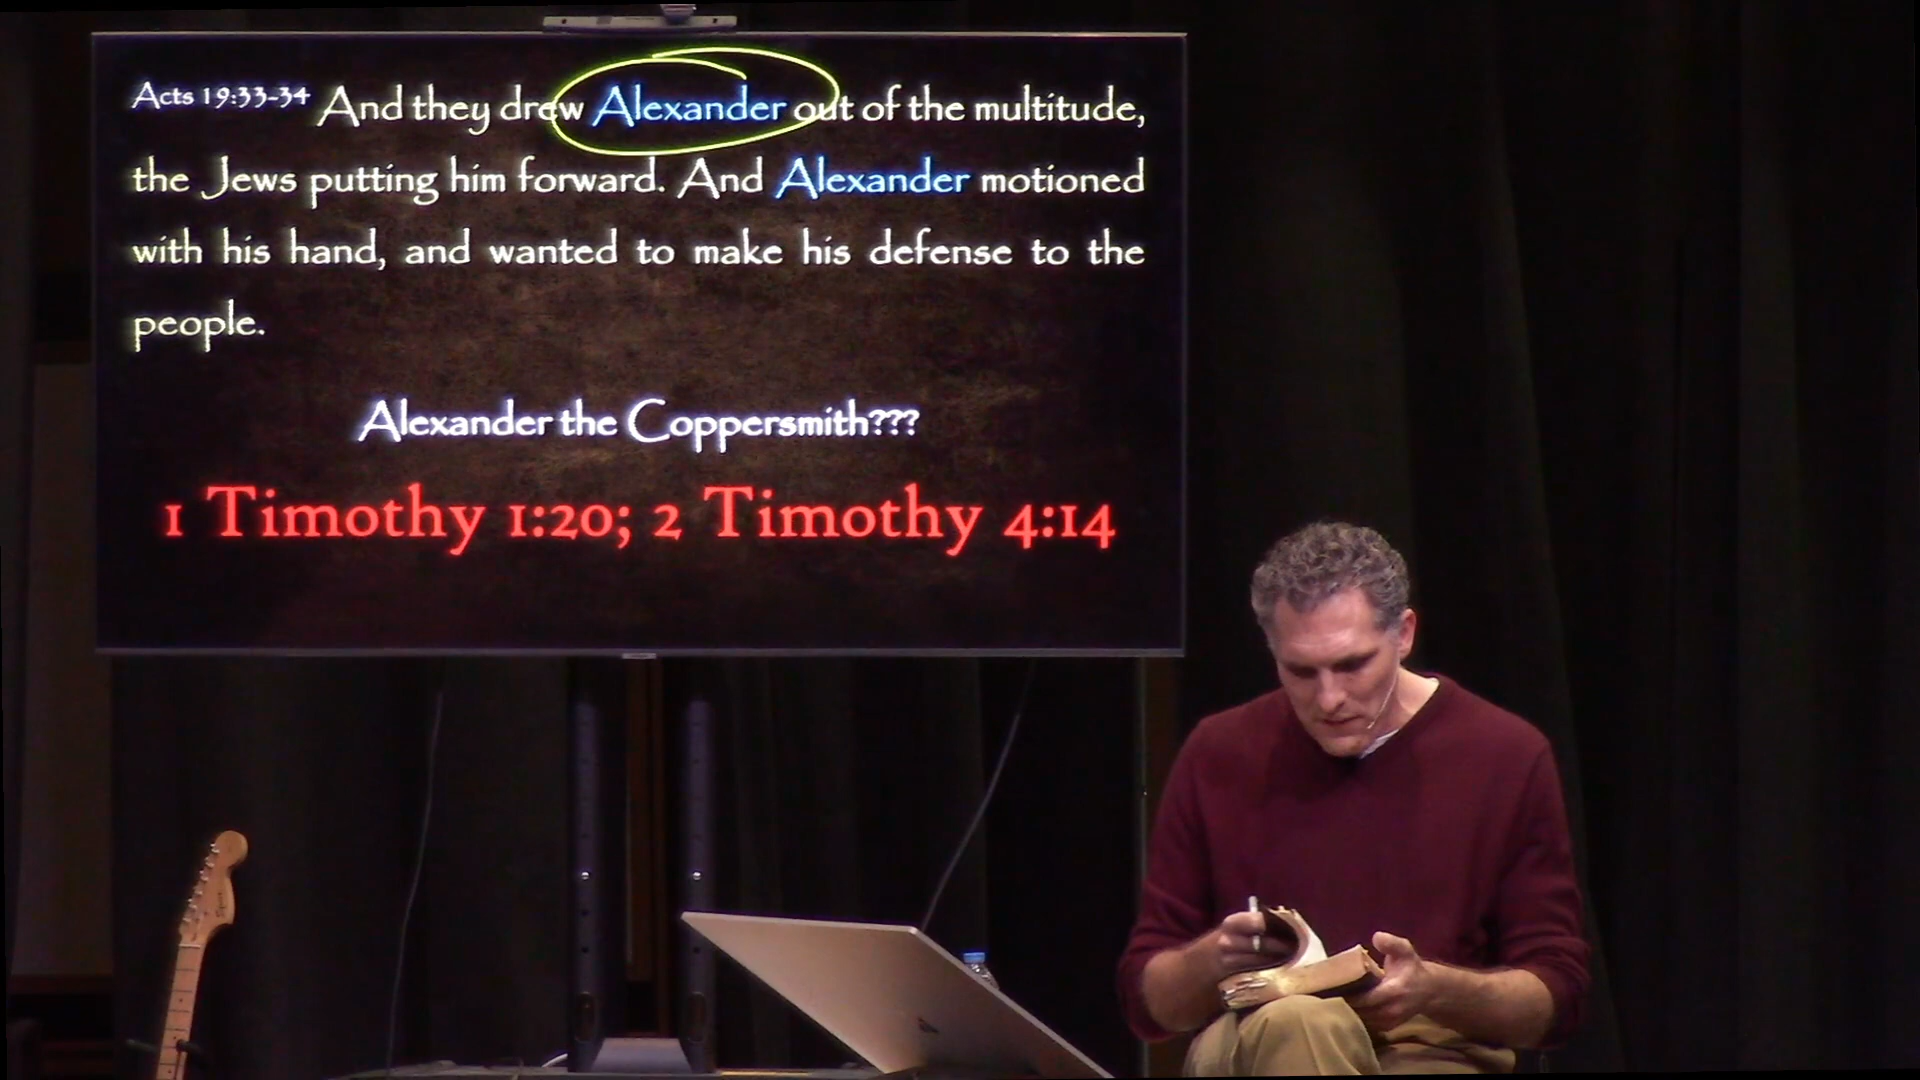 Acts 19:33-34 And they drew Alexander out of the multitude,
the Jews putting him forward. And Alexander motioned
with his hand, and wanted to make his defense to the
people.
Alexander the Coppersmith???
1 Timothy 1:20; 2 Timothy 4:14